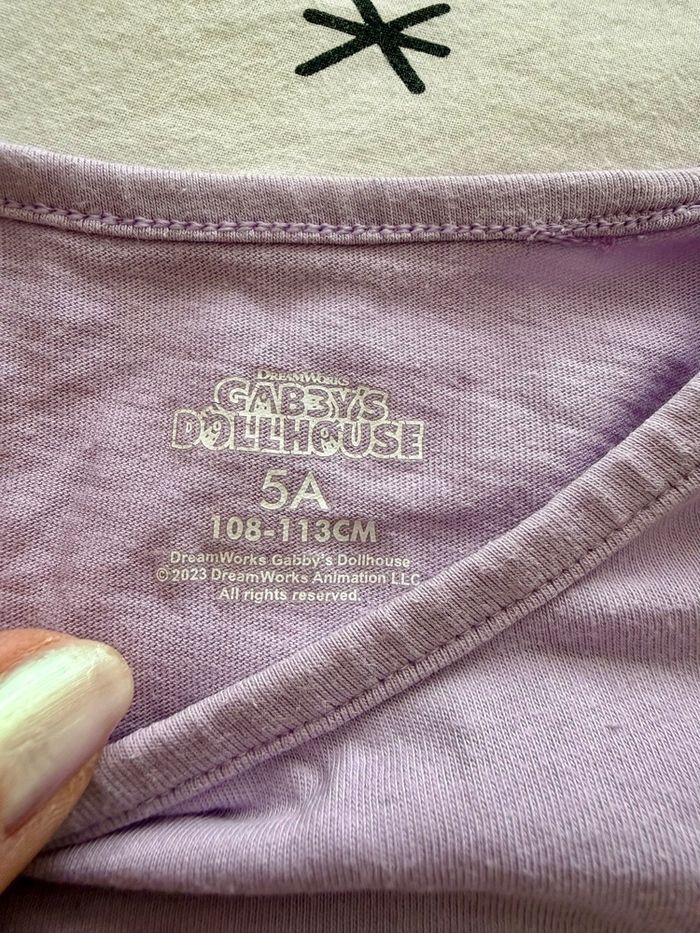 DREAMWORKS
GABBY'S
DOLLHOUSE
5A
108-113CM
DreamWorks Gabby's Dollhouse
© 2023 DreamWorks Animation LLC
All rights reserved.